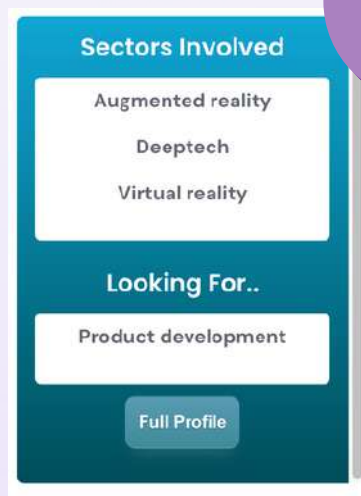 Sectors Involved
Augmented reality
Deeptech
Virtual reality
Looking For..
Product development
Full Profile